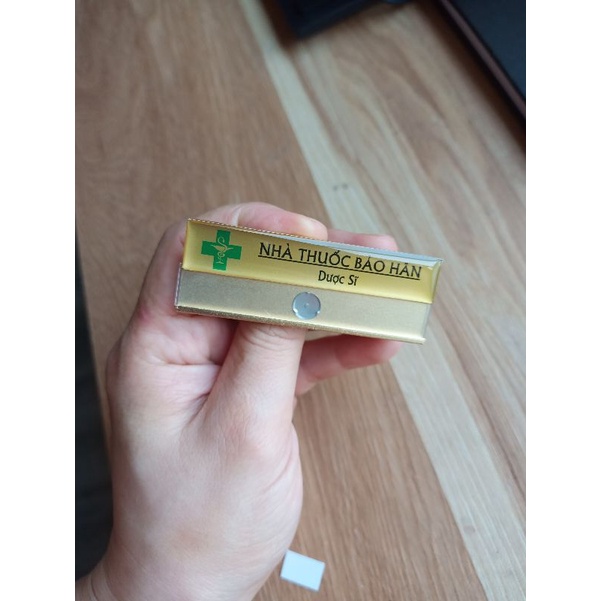 NHÀ THUỐC BẢO HÂN
Dược Sĩ